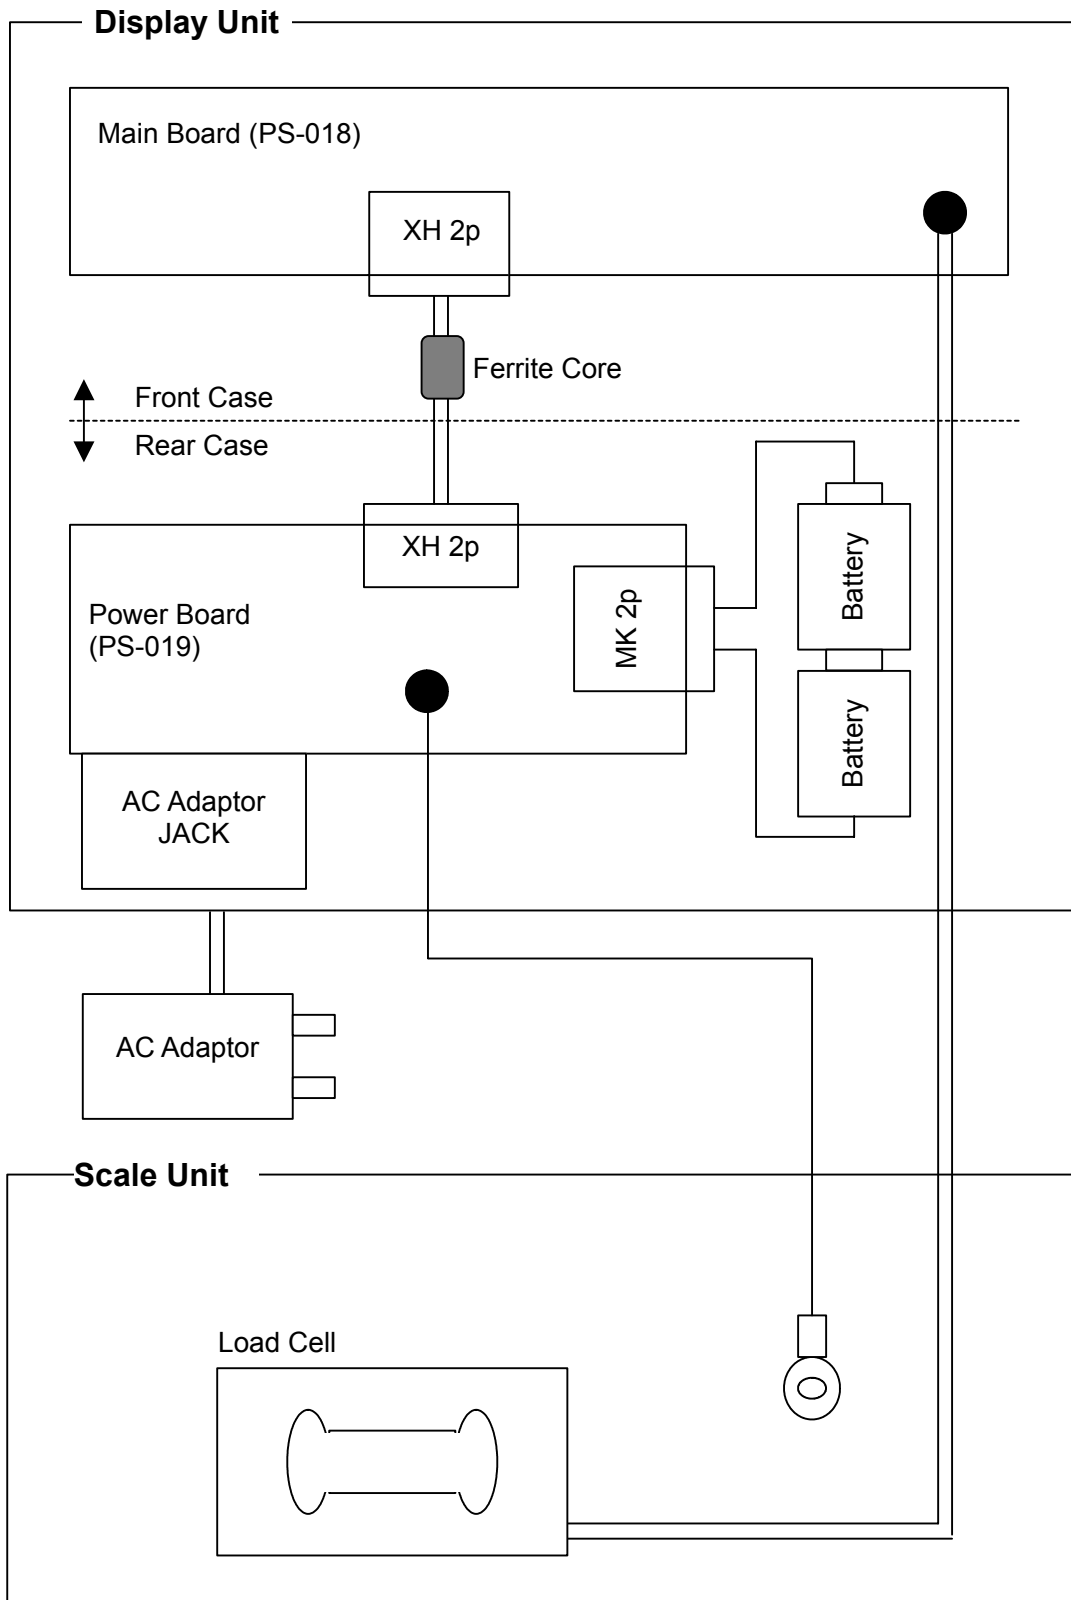 Display Unit
Main Board (PS-018)
XH 2p
Ferrite Core
Front Case
Rear Case
XH 2p
Power Board
(PS-019)
MK 2p
Battery
Battery
AC Adaptor
JACK
AC Adaptor
Scale Unit
Load Cell